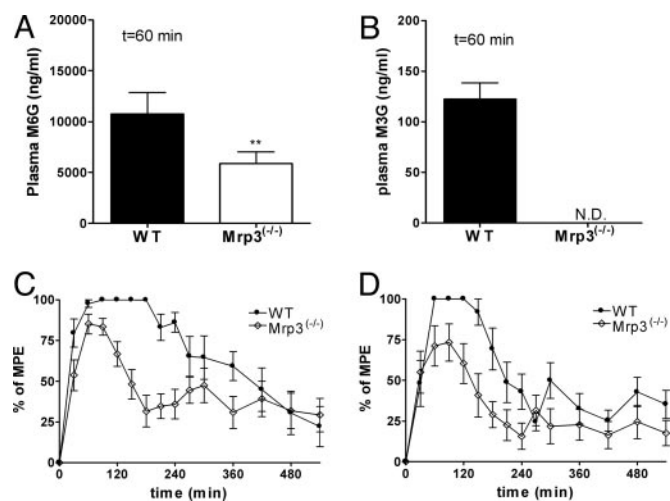 A
t=60 min
Plasma M6G (ng/ml)
20000
15000
10000
5000
0
**
WT
Mrp3(-/-)
B
t=60 min
plasma M3G (ng/ml)
200
150
100
50
0
N.D.
WT
Mrp3(-/-)
C
% of MPE
100
75
50
25
0
WT
Mrp3(-/-)
0 120 240 360 480
time (min)
D
% of MPE
100
75
50
25
0
WT
Mrp3(-/-)
0 120 240 360 480
time (min)